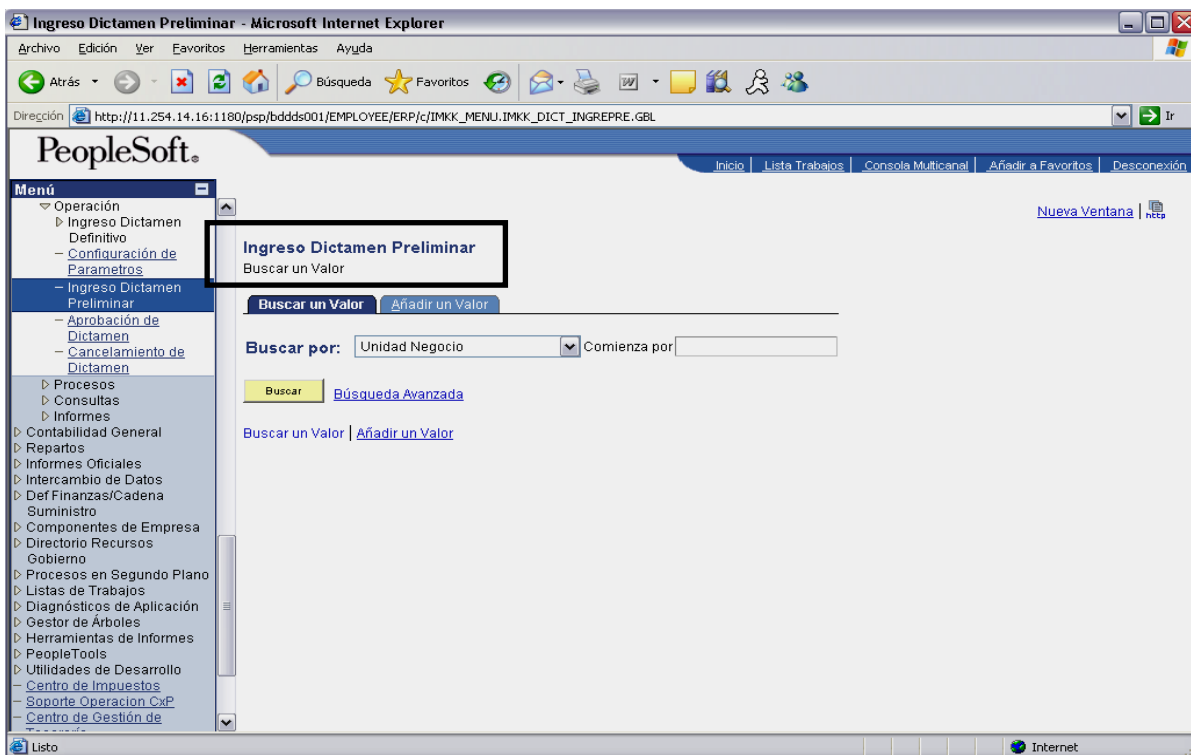 Ingreso Dictamen Preliminar - Microsoft Internet Explorer
Archivo Edición Ver Favoritos Herramientas Ayuda
Atrás Búsqueda Favoritos
Dirección http://11.254.14.16:1180/psp/bddds001/EMPLOYEE/ERP/c/IMKK_MENU.IMKK_DICT_INGREPRE.GBL Ir
PeopleSoft®
Inicio Lista Trabajos Consola Multicanal Añadir a Favoritos Desconexión
Menú
Operación
Ingreso Dictamen
Definitivo
Configuración de
Parametros
Ingreso Dictamen
Preliminar
Aprobación de
Dictamen
Cancelamiento de
Dictamen
Procesos
Consultas
Informes
Contabilidad General
Repartos
Informes Oficiales
Intercambio de Datos
Def Finanzas/Cadena
Suministro
Componentes de Empresa
Directorio Recursos
Gobierno
Procesos en Segundo Plano
Listas de Trabajos
Diagnósticos de Aplicación
Gestor de Árboles
Herramientas de Informes
PeopleTools
Utilidades de Desarrollo
Centro de Impuestos
Soporte Operacion CxP
Centro de Gestión de
Nueva Ventana | http
Ingreso Dictamen Preliminar
Buscar un Valor
Buscar un Valor Añadir un Valor
Buscar por: Unidad Negocio Comienza por
Buscar Búsqueda Avanzada
Buscar un Valor | Añadir un Valor
Listo Internet